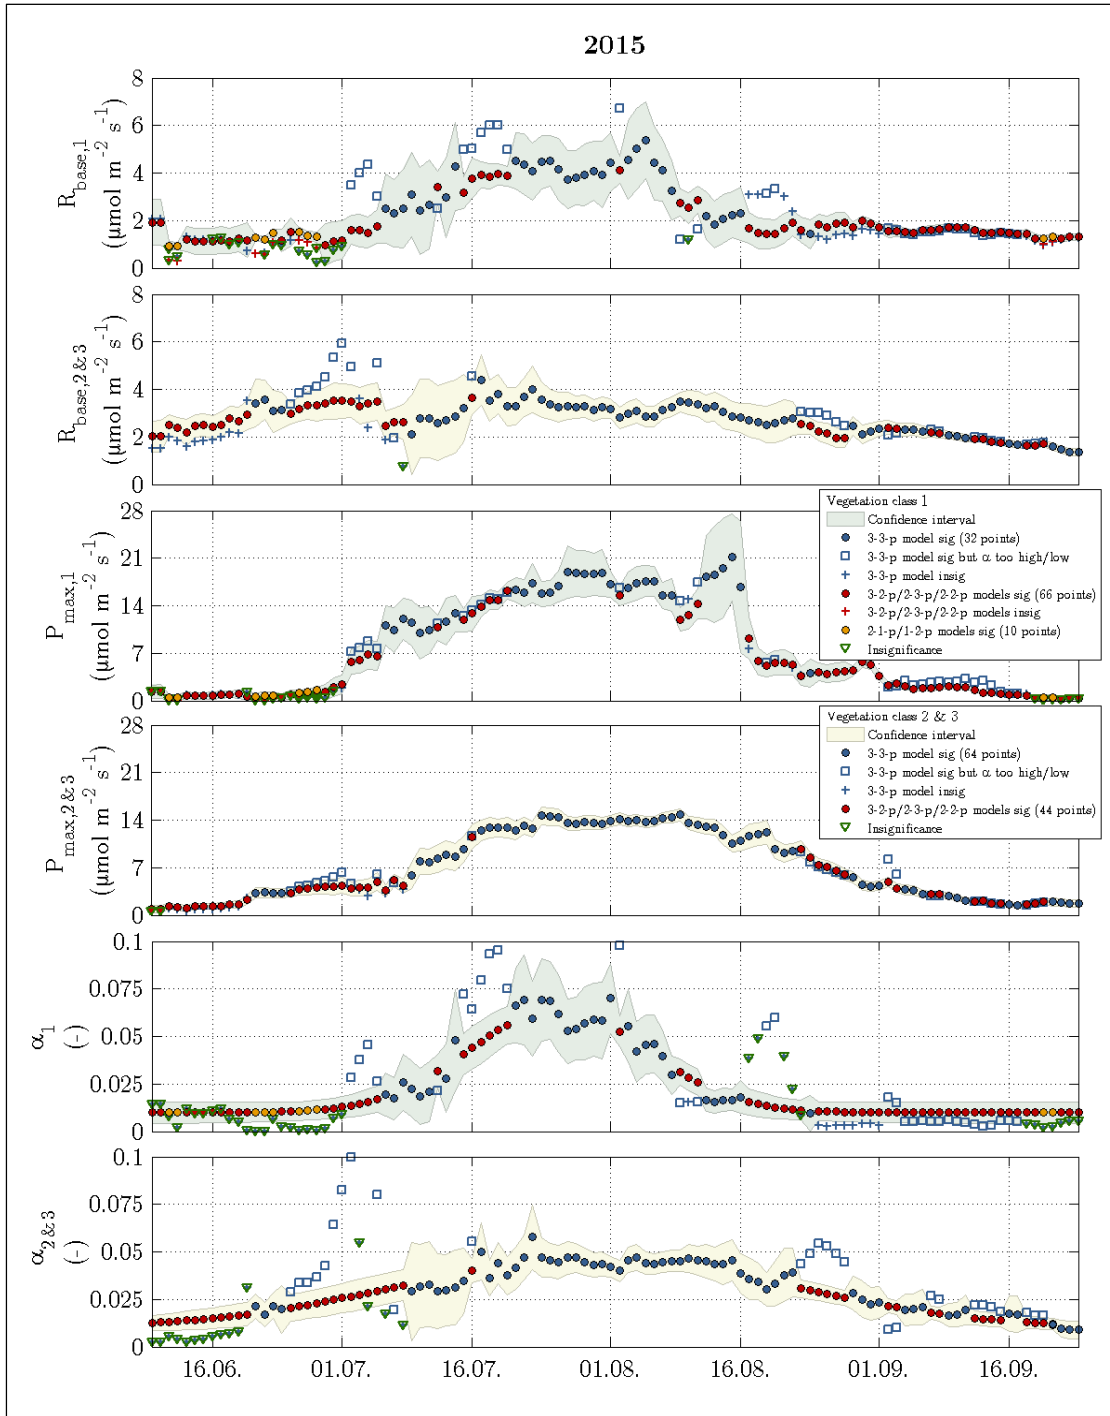 2015
8
6
4
2
0
R_base,1
(µmol m⁻² s⁻¹)
8
6
4
2
0
R_base,2&3
(µmol m⁻² s⁻¹)
28
21
14
7
0
P_max,1
(µmol m⁻² s⁻¹)
Vegetation class 1
Confidence interval
3-3-p model sig (32 points)
3-3-p model sig but α too high/low
3-3-p model insig
3-2-p/2-3-p/2-2-p models sig (66 points)
3-2-p/2-3-p/2-2-p models insig
2-1-p/1-2-p models sig (10 points)
Insignificance
28
21
14
7
0
P_max,2&3
(µmol m⁻² s⁻¹)
Vegetation class 2 & 3
Confidence interval
3-3-p model sig (64 points)
3-3-p model sig but α too high/low
3-3-p model insig
3-2-p/2-3-p/2-2-p models sig (44 points)
Insignificance
0.1
0.075
0.05
0.025
0
α_1
(-)
0.1
0.075
0.05
0.025
0
α_2&3
(-)
16.06. 01.07. 16.07. 01.08. 16.08. 01.09. 16.09.